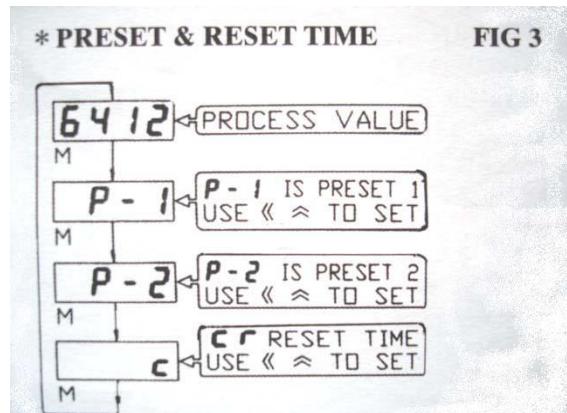 * PRESET & RESET TIME FIG 3
6412 PROCESS VALUE
M
P - 1 P - 1 IS PRESET 1
USE « ︽ TO SET
M
P - 2 P - 2 IS PRESET 2
USE « ︽ TO SET
M
c c r RESET TIME
USE « ︽ TO SET
M